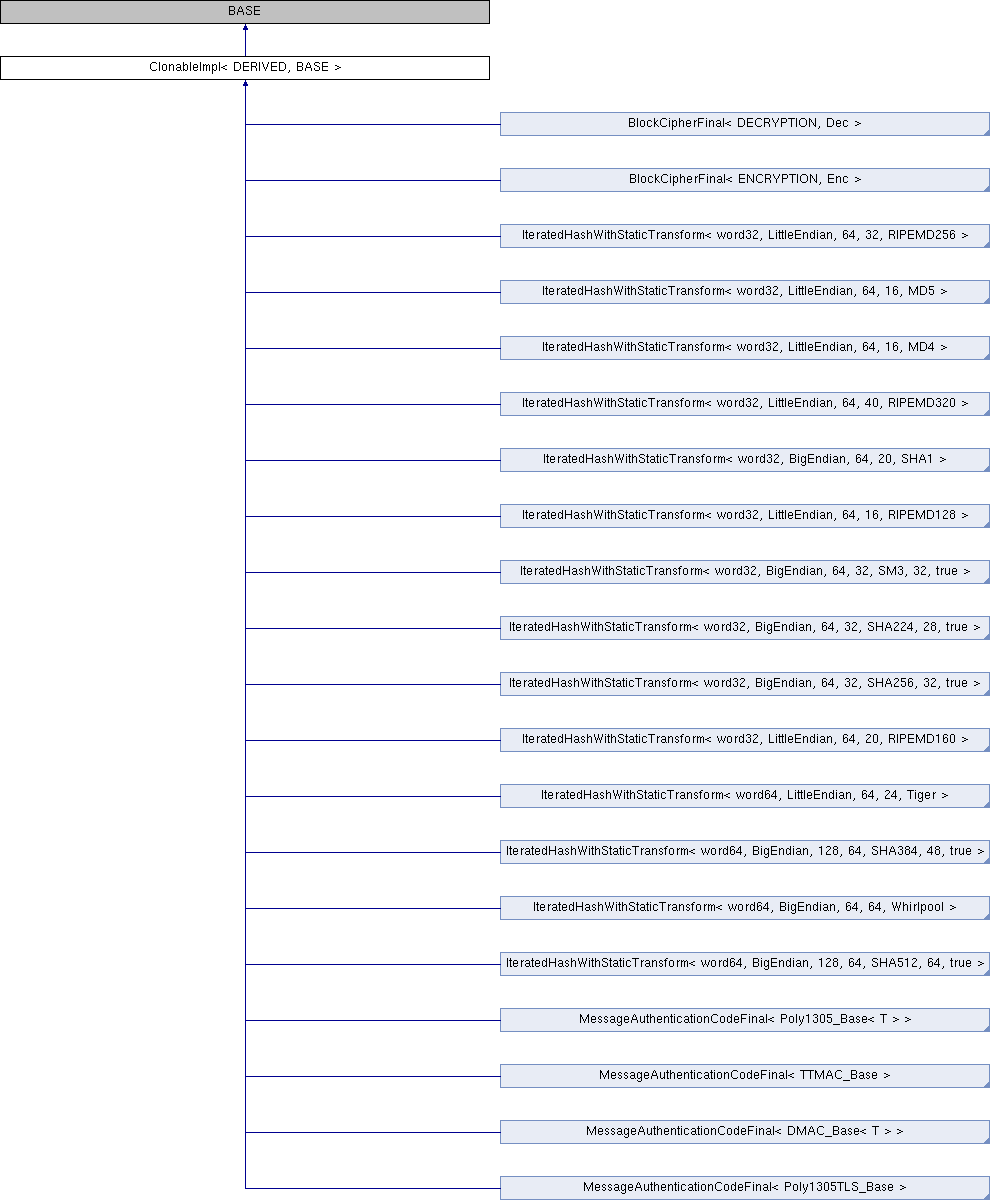 BASE
ClonableImpl< DERIVED, BASE >
BlockCipherFinal< DECRYPTION, Dec >
BlockCipherFinal< ENCRYPTION, Enc >
IteratedHashWithStaticTransform< word32, LittleEndian, 64, 32, RIPEMD256 >
IteratedHashWithStaticTransform< word32, LittleEndian, 64, 16, MD5 >
IteratedHashWithStaticTransform< word32, LittleEndian, 64, 16, MD4 >
IteratedHashWithStaticTransform< word32, LittleEndian, 64, 40, RIPEMD320 >
IteratedHashWithStaticTransform< word32, BigEndian, 64, 20, SHA1 >
IteratedHashWithStaticTransform< word32, LittleEndian, 64, 16, RIPEMD128 >
IteratedHashWithStaticTransform< word32, BigEndian, 64, 32, SM3, 32, true >
IteratedHashWithStaticTransform< word32, BigEndian, 64, 32, SHA224, 28, true >
IteratedHashWithStaticTransform< word32, BigEndian, 64, 32, SHA256, 32, true >
IteratedHashWithStaticTransform< word32, LittleEndian, 64, 20, RIPEMD160 >
IteratedHashWithStaticTransform< word64, LittleEndian, 64, 24, Tiger >
IteratedHashWithStaticTransform< word64, BigEndian, 128, 64, SHA384, 48, true >
IteratedHashWithStaticTransform< word64, BigEndian, 64, 64, Whirlpool >
IteratedHashWithStaticTransform< word64, BigEndian, 128, 64, SHA512, 64, true >
MessageAuthenticationCodeFinal< Poly1305_Base< T > >
MessageAuthenticationCodeFinal< TTMAC_Base >
MessageAuthenticationCodeFinal< DMAC_Base< T > >
MessageAuthenticationCodeFinal< Poly1305TLS_Base >